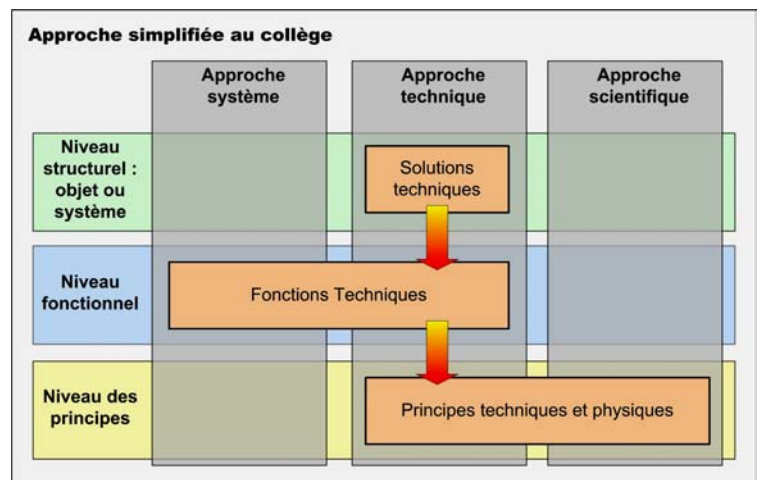 Approche simplifiée au collège
Approche
système
Approche
technique
Approche
scientifique
Niveau
structurel :
objet ou
système
Solutions
techniques
Niveau
fonctionnel
Fonctions Techniques
Niveau des
principes
Principes techniques et physiques